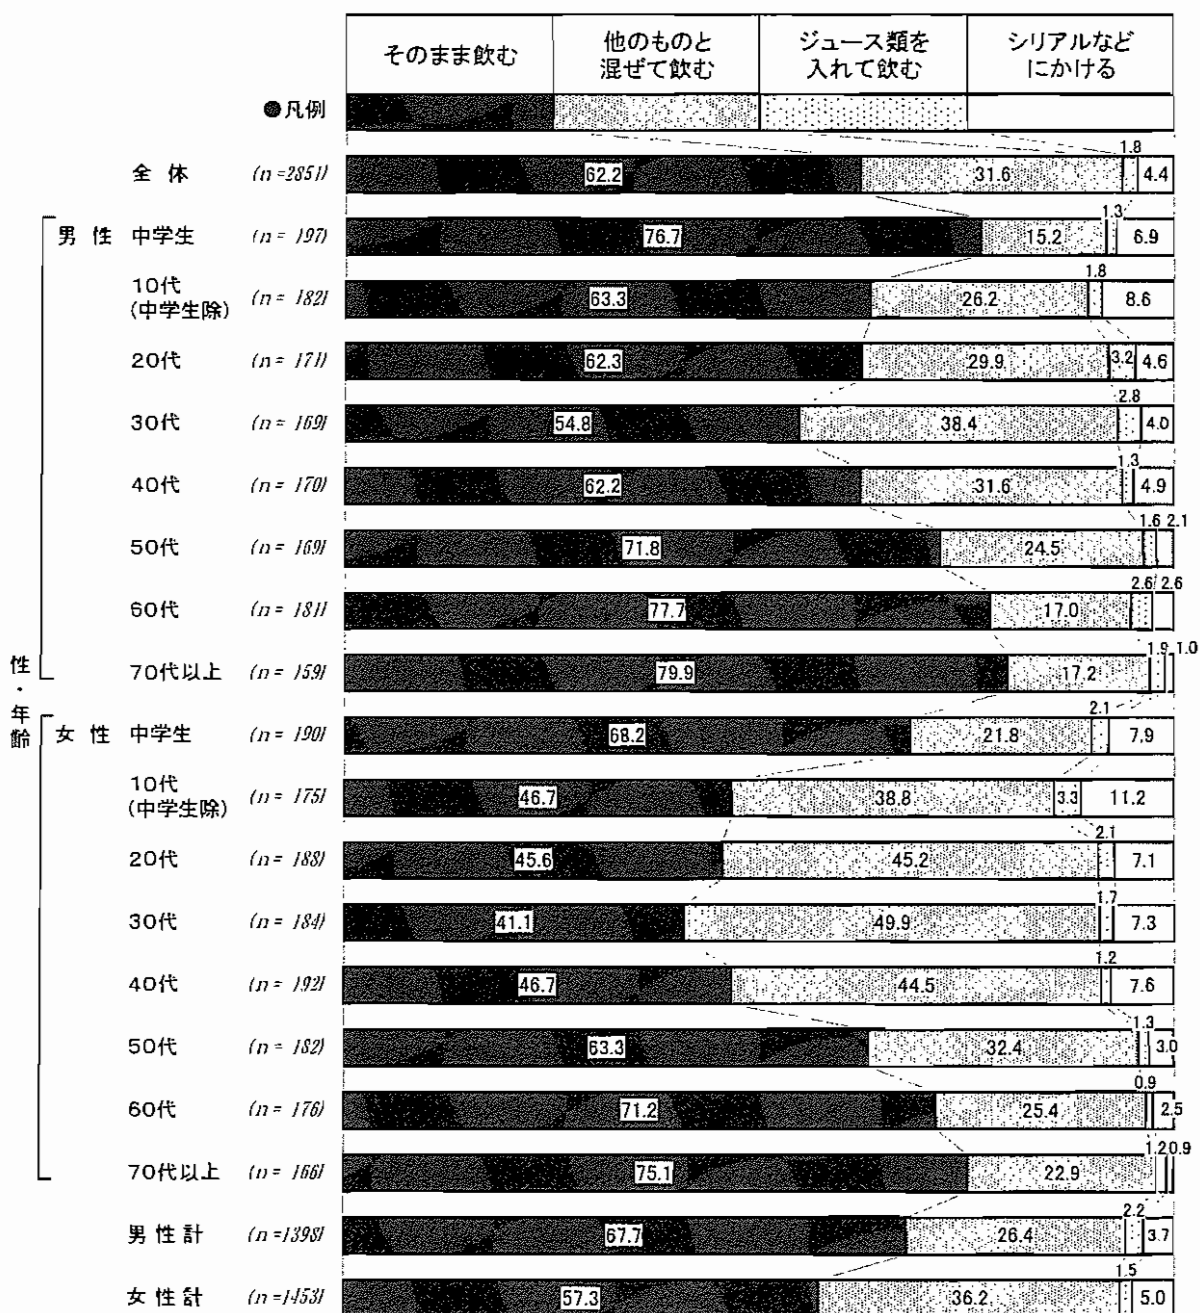 そのまま飲む
他のものと
混ぜて飲む
ジュース類を
入れて飲む
シリアルなど
にかける
●凡例
全体 (n=2851) 62.2 31.6 1.8 4.4
性・年齢
男性 中学生 (n=197) 76.7 15.2 1.3 6.9
10代
(中学生除) (n=182) 63.3 26.2 1.8 8.6
20代 (n=171) 62.3 29.9 3.2 4.6
30代 (n=169) 54.8 38.4 2.8 4.0
40代 (n=170) 62.2 31.6 1.3 4.9
50代 (n=169) 71.8 24.5 1.6 2.1
60代 (n=181) 77.7 17.0 2.6 2.6
70代以上 (n=159) 79.9 17.2 1.9 1.0
女性 中学生 (n=190) 68.2 21.8 2.1 7.9
10代
(中学生除) (n=175) 46.7 38.8 3.3 11.2
20代 (n=188) 45.6 45.2 2.1 7.1
30代 (n=184) 41.1 49.9 1.7 7.3
40代 (n=192) 46.7 44.5 1.2 7.6
50代 (n=182) 63.3 32.4 1.3 3.0
60代 (n=176) 71.2 25.4 0.9 2.5
70代以上 (n=166) 75.1 22.9 1.2 0.9
男性計 (n=1398) 67.7 26.4 2.2 3.7
女性計 (n=1453) 57.3 36.2 1.5 5.0